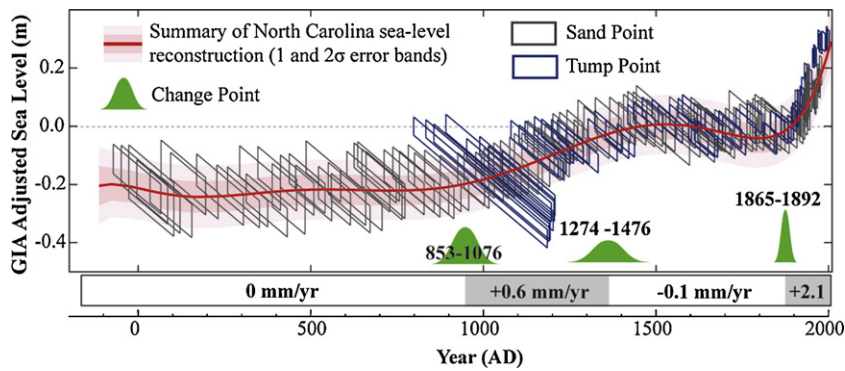 Summary of North Carolina sea-level
reconstruction (1 and 2σ error bands)
Change Point
Sand Point
Tump Point
GIA Adjusted Sea Level (m)
0.2
0.0
-0.2
-0.4
853-1076
1274 -1476
1865-1892
0 mm/yr
+0.6 mm/yr
-0.1 mm/yr
+2.1
0
500
1000
1500
2000
Year (AD)